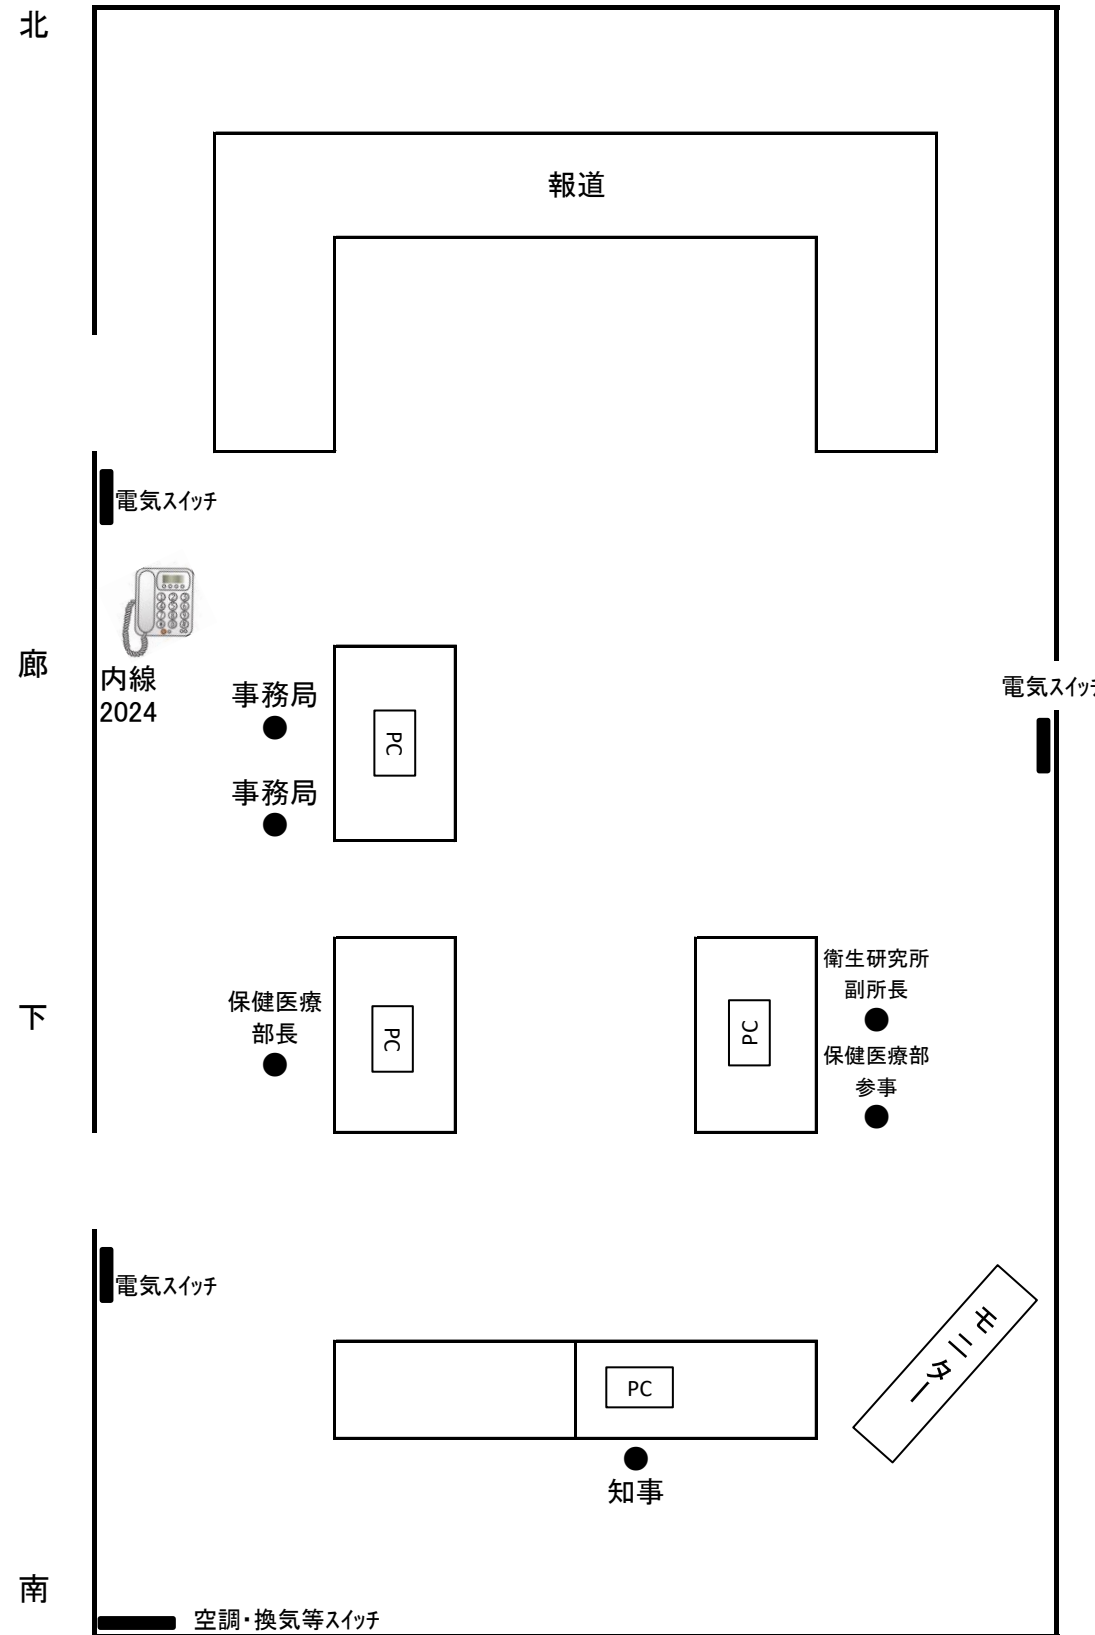 北
報道
電気スイッチ
廊
内線
2024
事務局
PC
電気スイッチ
事務局
下
保健医療
部長
PC
PC
衛生研究所
副所長
保健医療部
参事
電気スイッチ
モニター
PC
知事
南
空調・換気等スイッチ